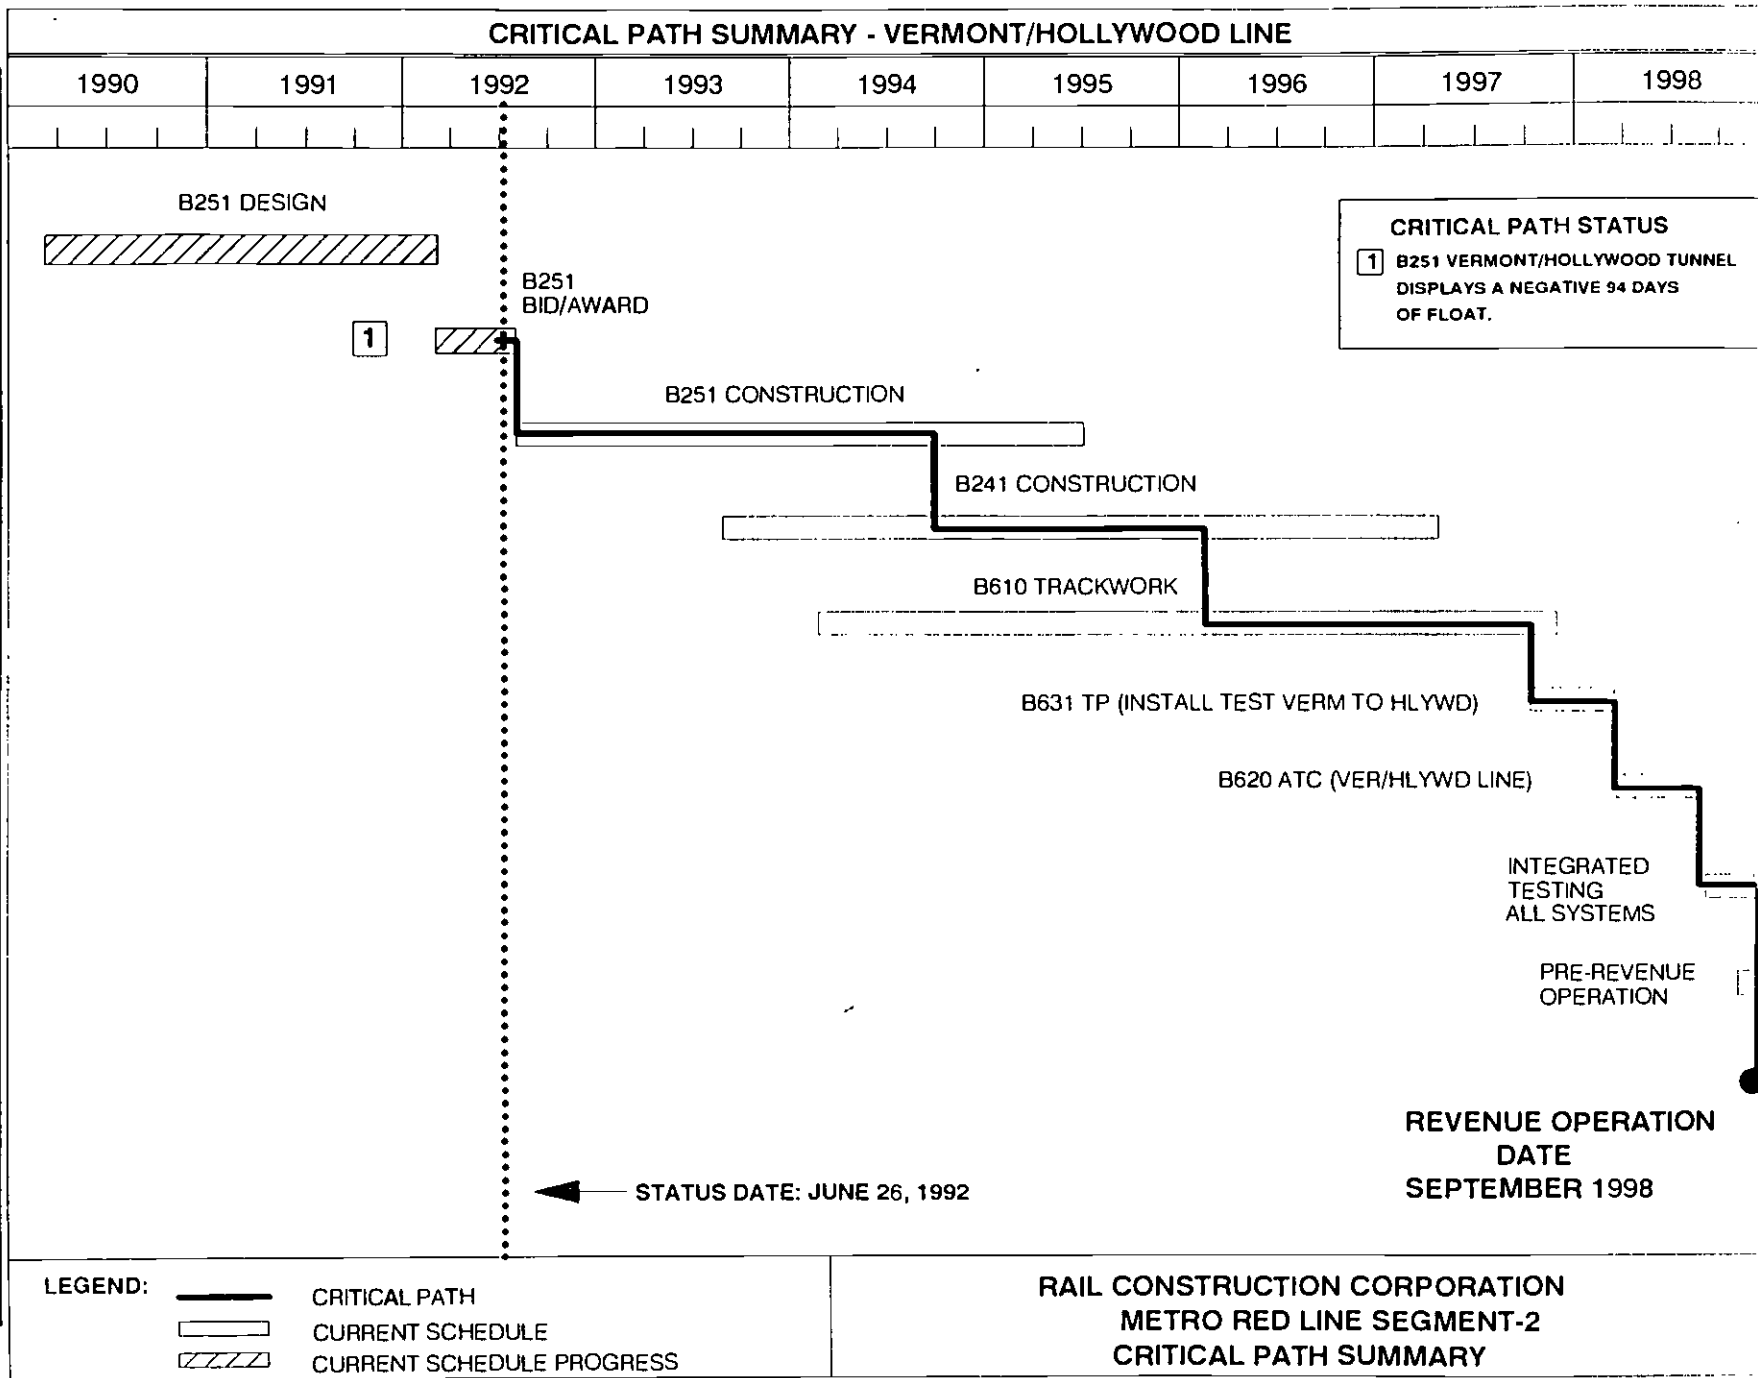 CRITICAL PATH SUMMARY - VERMONT/HOLLYWOOD LINE
1990 1991 1992 1993 1994 1995 1996 1997 1998
B251 DESIGN
CRITICAL PATH STATUS
1 B251 VERMONT/HOLLYWOOD TUNNEL
DISPLAYS A NEGATIVE 94 DAYS
OF FLOAT.
B251
BID/AWARD
1
B251 CONSTRUCTION
B241 CONSTRUCTION
B610 TRACKWORK
B631 TP (INSTALL TEST VERM TO HLYWD)
B620 ATC (VER/HLYWD LINE)
INTEGRATED
TESTING
ALL SYSTEMS
PRE-REVENUE
OPERATION
REVENUE OPERATION
DATE
SEPTEMBER 1998
STATUS DATE: JUNE 26, 1992
LEGEND:
CRITICAL PATH
CURRENT SCHEDULE
CURRENT SCHEDULE PROGRESS
RAIL CONSTRUCTION CORPORATION
METRO RED LINE SEGMENT-2
CRITICAL PATH SUMMARY